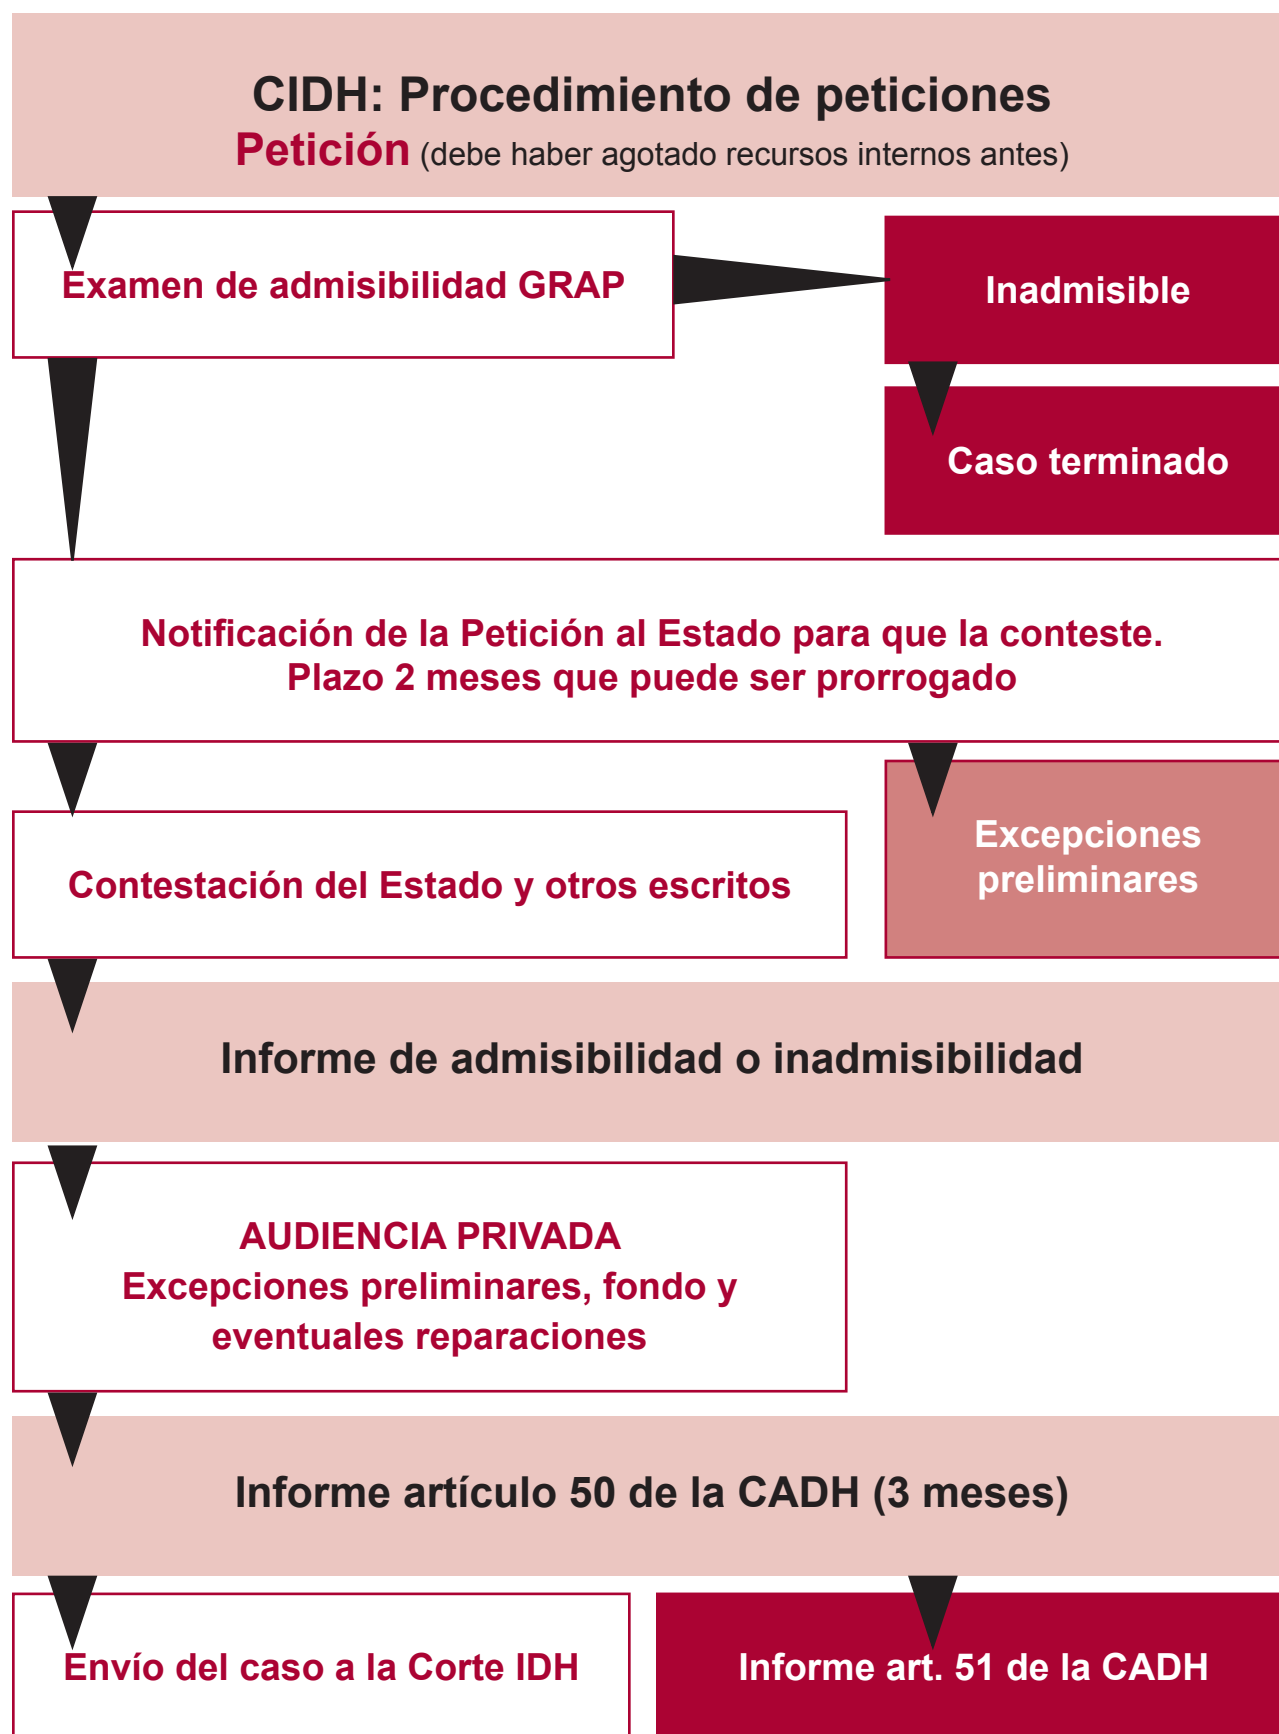 CIDH: Procedimiento de peticiones
Petición (debe haber agotado recursos internos antes)
Examen de admisibilidad GRAP
Inadmisible
Caso terminado
Notificación de la Petición al Estado para que la conteste.
Plazo 2 meses que puede ser prorrogado
Contestación del Estado y otros escritos
Excepciones
preliminares
Informe de admisibilidad o inadmisibilidad
AUDIENCIA PRIVADA
Excepciones preliminares, fondo y
eventuales reparaciones
Informe artículo 50 de la CADH (3 meses)
Envío del caso a la Corte IDH
Informe art. 51 de la CADH